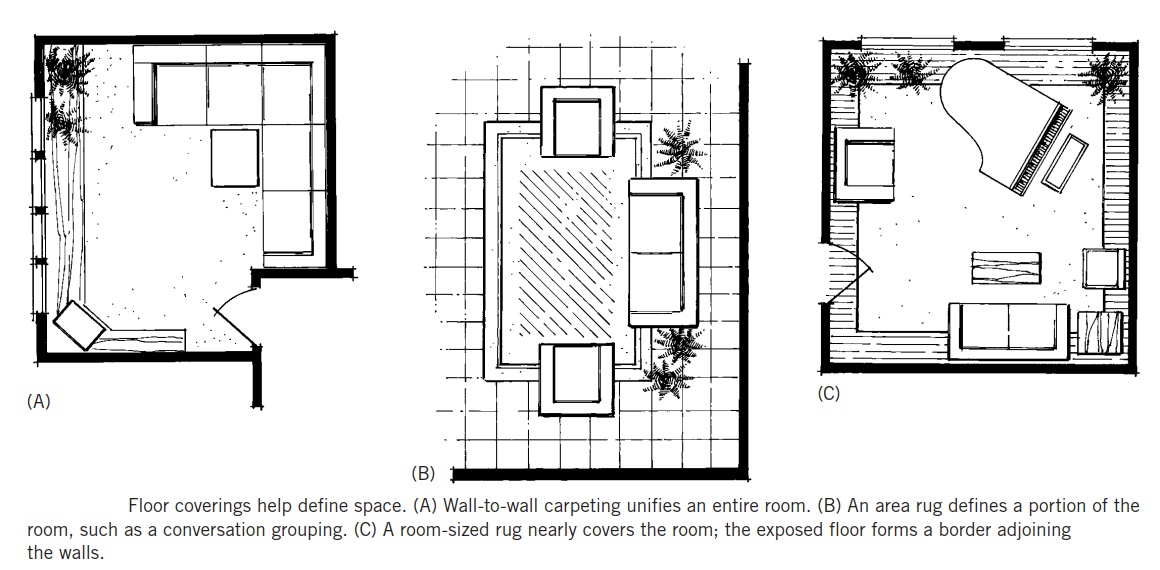 (A)
(B)
(C)
Floor coverings help define space. (A) Wall-to-wall carpeting unifies an entire room. (B) An area rug defines a portion of the
room, such as a conversation grouping. (C) A room-sized rug nearly covers the room; the exposed floor forms a border adjoining
the walls.